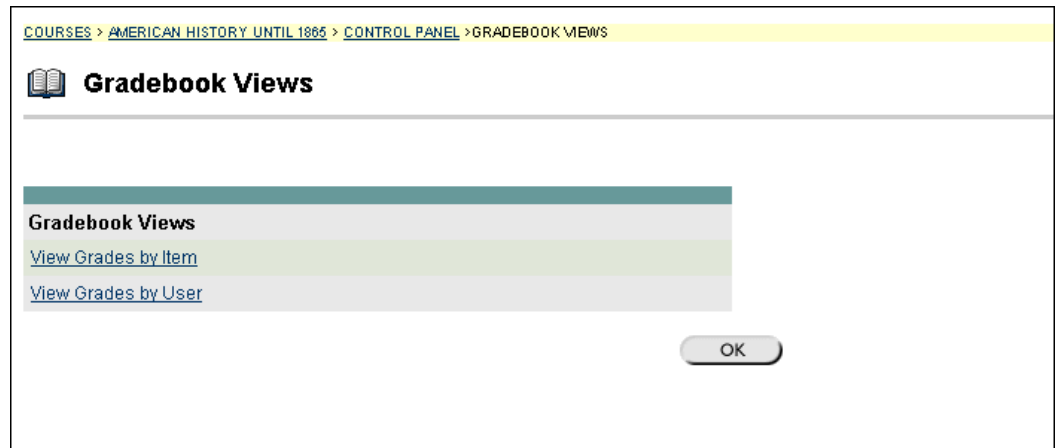 COURSES > AMERICAN HISTORY UNTIL 1865 > CONTROL PANEL >GRADEBOOK VIEWS
Gradebook Views
Gradebook Views
View Grades by Item
View Grades by User
OK